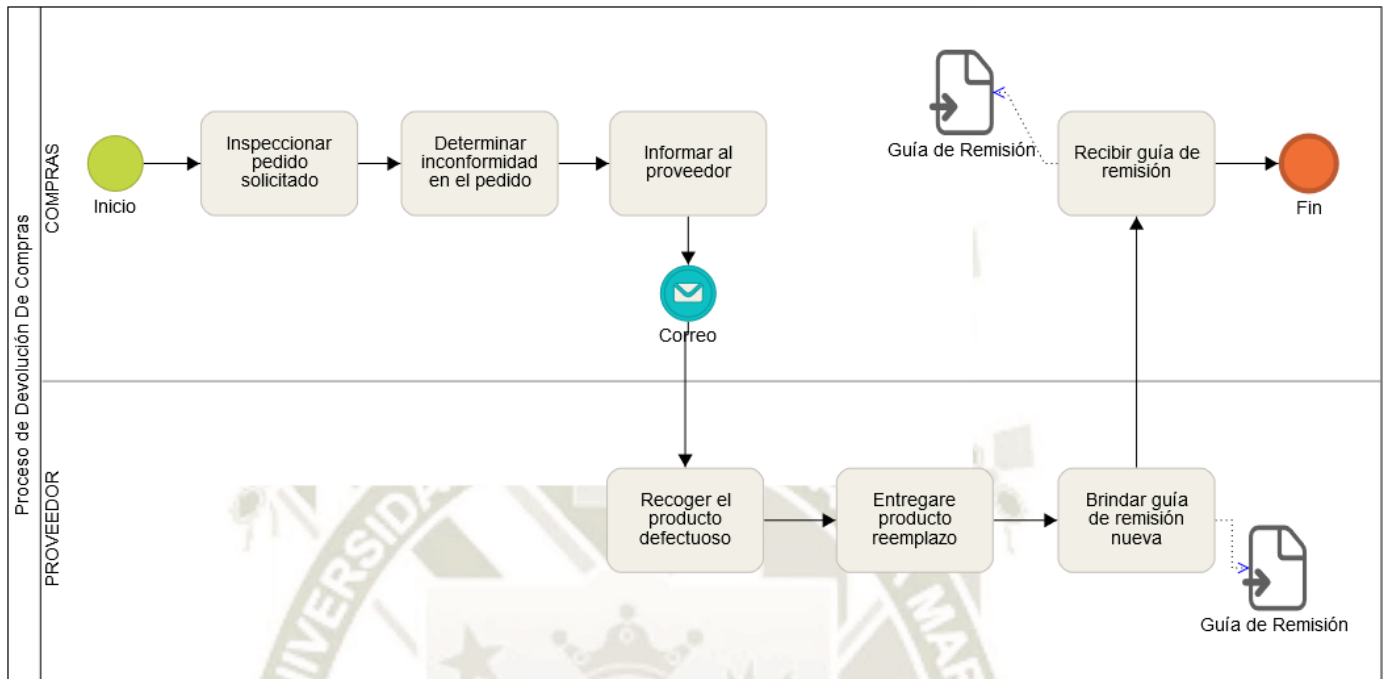 Proceso de Devolución De Compras
COMPRAS
Inicio
Inspeccionar
pedido
solicitado
Determinar
inconformidad
en el pedido
Informar al
proveedor
Correo
Guía de Remisión
Recibir guía de
remisión
Fin
PROVEEDOR
Recoger el
producto
defectuoso
Entregare
producto
reemplazo
Brindar guía
de remisión
nueva
Guía de Remisión